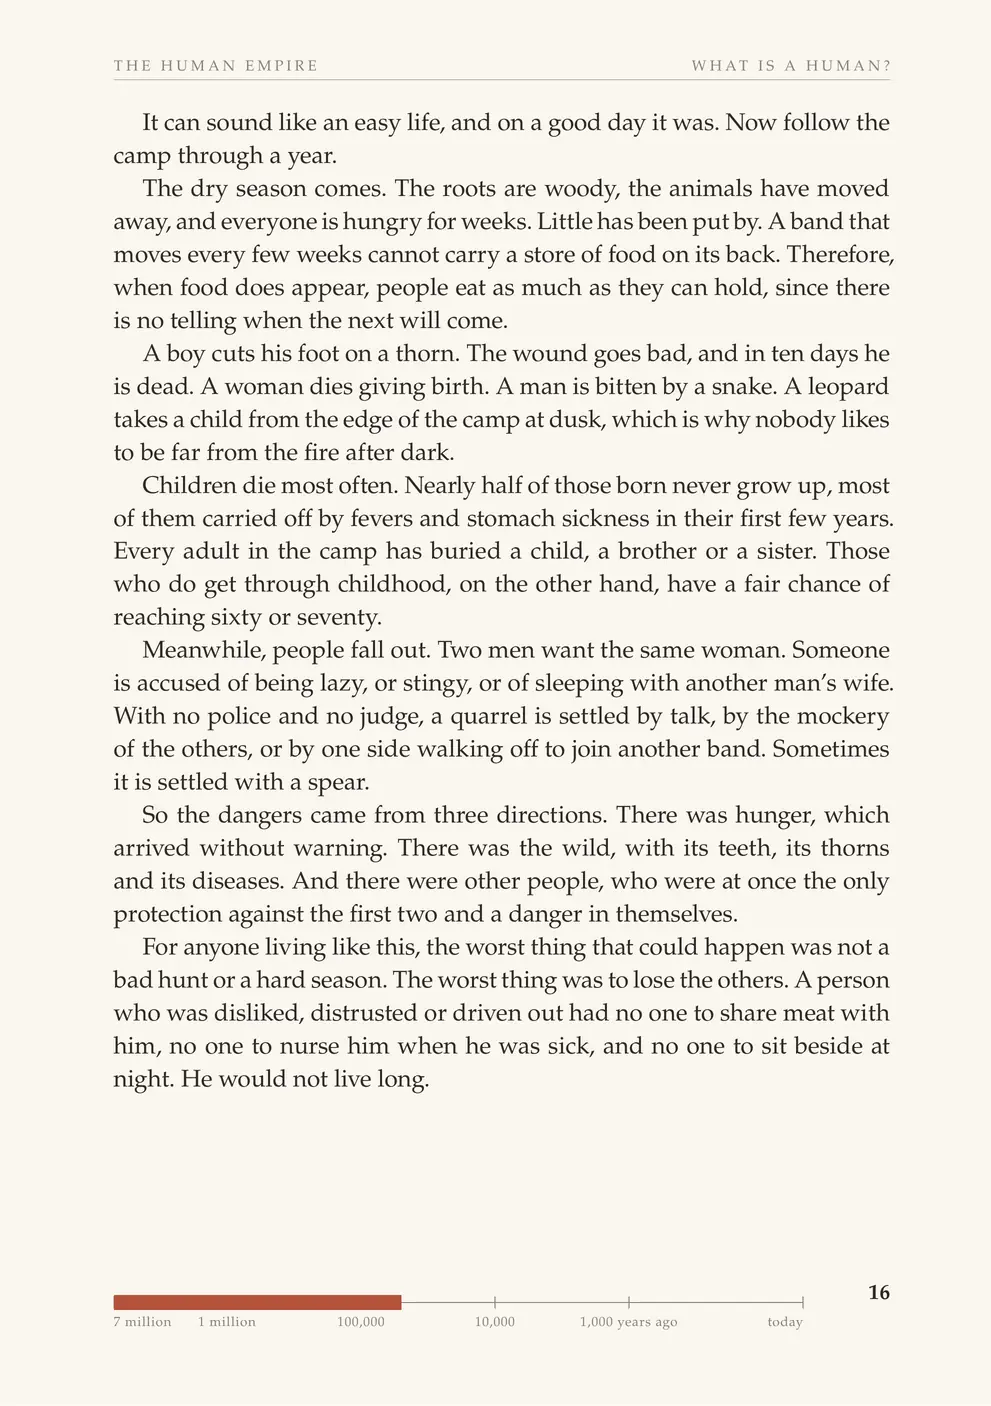 THE HUMAN EMPIRE WHAT IS A HUMAN?
It can sound like an easy life, and on a good day it was. Now follow the
camp through a year.
The dry season comes. The roots are woody, the animals have moved
away, and everyone is hungry for weeks. Little has been put by. A band that
moves every few weeks cannot carry a store of food on its back. Therefore,
when food does appear, people eat as much as they can hold, since there
is no telling when the next will come.
A boy cuts his foot on a thorn. The wound goes bad, and in ten days he
is dead. A woman dies giving birth. A man is bitten by a snake. A leopard
takes a child from the edge of the camp at dusk, which is why nobody likes
to be far from the fire after dark.
Children die most often. Nearly half of those born never grow up, most
of them carried off by fevers and stomach sickness in their first few years.
Every adult in the camp has buried a child, a brother or a sister. Those
who do get through childhood, on the other hand, have a fair chance of
reaching sixty or seventy.
Meanwhile, people fall out. Two men want the same woman. Someone
is accused of being lazy, or stingy, or of sleeping with another man's wife.
With no police and no judge, a quarrel is settled by talk, by the mockery
of the others, or by one side walking off to join another band. Sometimes
it is settled with a spear.
So the dangers came from three directions. There was hunger, which
arrived without warning. There was the wild, with its teeth, its thorns
and its diseases. And there were other people, who were at once the only
protection against the first two and a danger in themselves.
For anyone living like this, the worst thing that could happen was not a
bad hunt or a hard season. The worst thing was to lose the others. A person
who was disliked, distrusted or driven out had no one to share meat with
him, no one to nurse him when he was sick, and no one to sit beside at
night. He would not live long.
16
7 million 1 million 100,000 10,000 1,000 years ago today